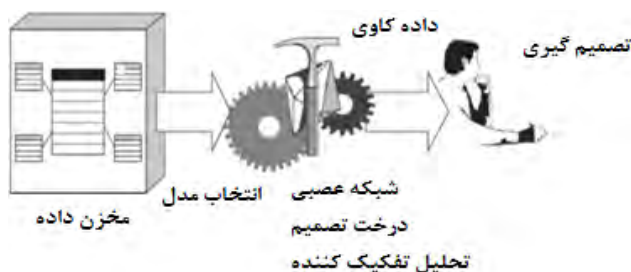 داده کاوی
تصمیم گیری
مخزن داده
انتخاب مدل
شبکه عصبی
درخت تصمیم
تحلیل تفکیک کننده